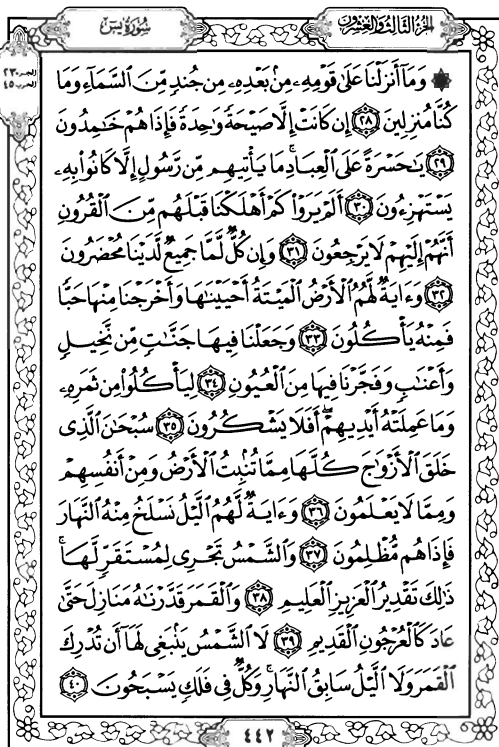 الجزء الثالث والعشرون
سورة يس
الجزء ٢٣
الحزب ٤٥
۞ وَمَآ أَنزَلْنَا عَلَىٰ قَوْمِهِۦ مِنۢ بَعْدِهِۦ مِن جُندٍ مِّنَ ٱلسَّمَآءِ وَمَا
كُنَّا مُنزِلِينَ ٢٨ إِن كَانَتْ إِلَّا صَيْحَةً وَٰحِدَةً فَإِذَا هُمْ خَٰمِدُونَ
٢٩ يَٰحَسْرَةً عَلَى ٱلْعِبَادِ ۚ مَا يَأْتِيهِم مِّن رَّسُولٍ إِلَّا كَانُوا۟ بِهِۦ
يَسْتَهْزِءُونَ ٣٠ أَلَمْ يَرَوْا۟ كَمْ أَهْلَكْنَا قَبْلَهُم مِّنَ ٱلْقُرُونِ
أَنَّهُمْ إِلَيْهِمْ لَا يَرْجِعُونَ ٣١ وَإِن كُلٌّ لَّمَّا جَمِيعٌ لَّدَيْنَا مُحْضَرُونَ
٣٢ وَءَايَةٌ لَّهُمُ ٱلْأَرْضُ ٱلْمَيْتَةُ أَحْيَيْنَٰهَا وَأَخْرَجْنَا مِنْهَا حَبًّا
فَمِنْهُ يَأْكُلُونَ ٣٣ وَجَعَلْنَا فِيهَا جَنَّٰتٍ مِّن نَّخِيلٍ
وَأَعْنَٰبٍ وَفَجَّرْنَا فِيهَا مِنَ ٱلْعُيُونِ ٣٤ لِيَأْكُلُوا۟ مِن ثَمَرِهِۦ
وَمَا عَمِلَتْهُ أَيْدِيهِمْ ۖ أَفَلَا يَشْكُرُونَ ٣٥ سُبْحَٰنَ ٱلَّذِى
خَلَقَ ٱلْأَزْوَٰجَ كُلَّهَا مِمَّا تُنۢبِتُ ٱلْأَرْضُ وَمِنْ أَنفُسِهِمْ
وَمِمَّا لَا يَعْلَمُونَ ٣٦ وَءَايَةٌ لَّهُمُ ٱلَّيْلُ نَسْلَخُ مِنْهُ ٱلنَّهَارَ
فَإِذَا هُم مُّظْلِمُونَ ٣٧ وَٱلشَّمْسُ تَجْرِى لِمُسْتَقَرٍّ لَّهَا ۚ
ذَٰلِكَ تَقْدِيرُ ٱلْعَزِيزِ ٱلْعَلِيمِ ٣٨ وَٱلْقَمَرَ قَدَّرْنَٰهُ مَنَازِلَ حَتَّىٰ
عَادَ كَٱلْعُرْجُونِ ٱلْقَدِيمِ ٣٩ لَا ٱلشَّمْسُ يَنۢبَغِى لَهَآ أَن تُدْرِكَ
ٱلْقَمَرَ وَلَا ٱلَّيْلُ سَابِقُ ٱلنَّهَارِ ۚ وَكُلٌّ فِى فَلَكٍ يَسْبَحُونَ ٤٠
٤٤٢